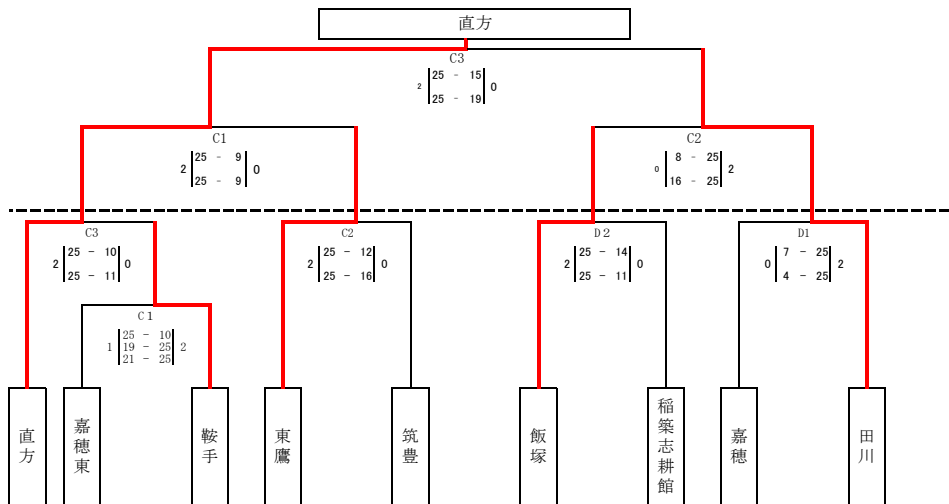 直方
C3
2 25 - 15 0
25 - 19
C1
2 25 - 9 0
25 - 9
C2
0 8 - 25 2
16 - 25
C3
2 25 - 10 0
25 - 11
C2
2 25 - 12 0
25 - 16
D2
2 25 - 14 0
25 - 11
D1
0 7 - 25 2
4 - 25
C1
25 - 10
1 19 - 25 2
21 - 25
直方
嘉穂東
鞍手
東鷹
筑豊
飯塚
稲築志耕館
嘉穂
田川